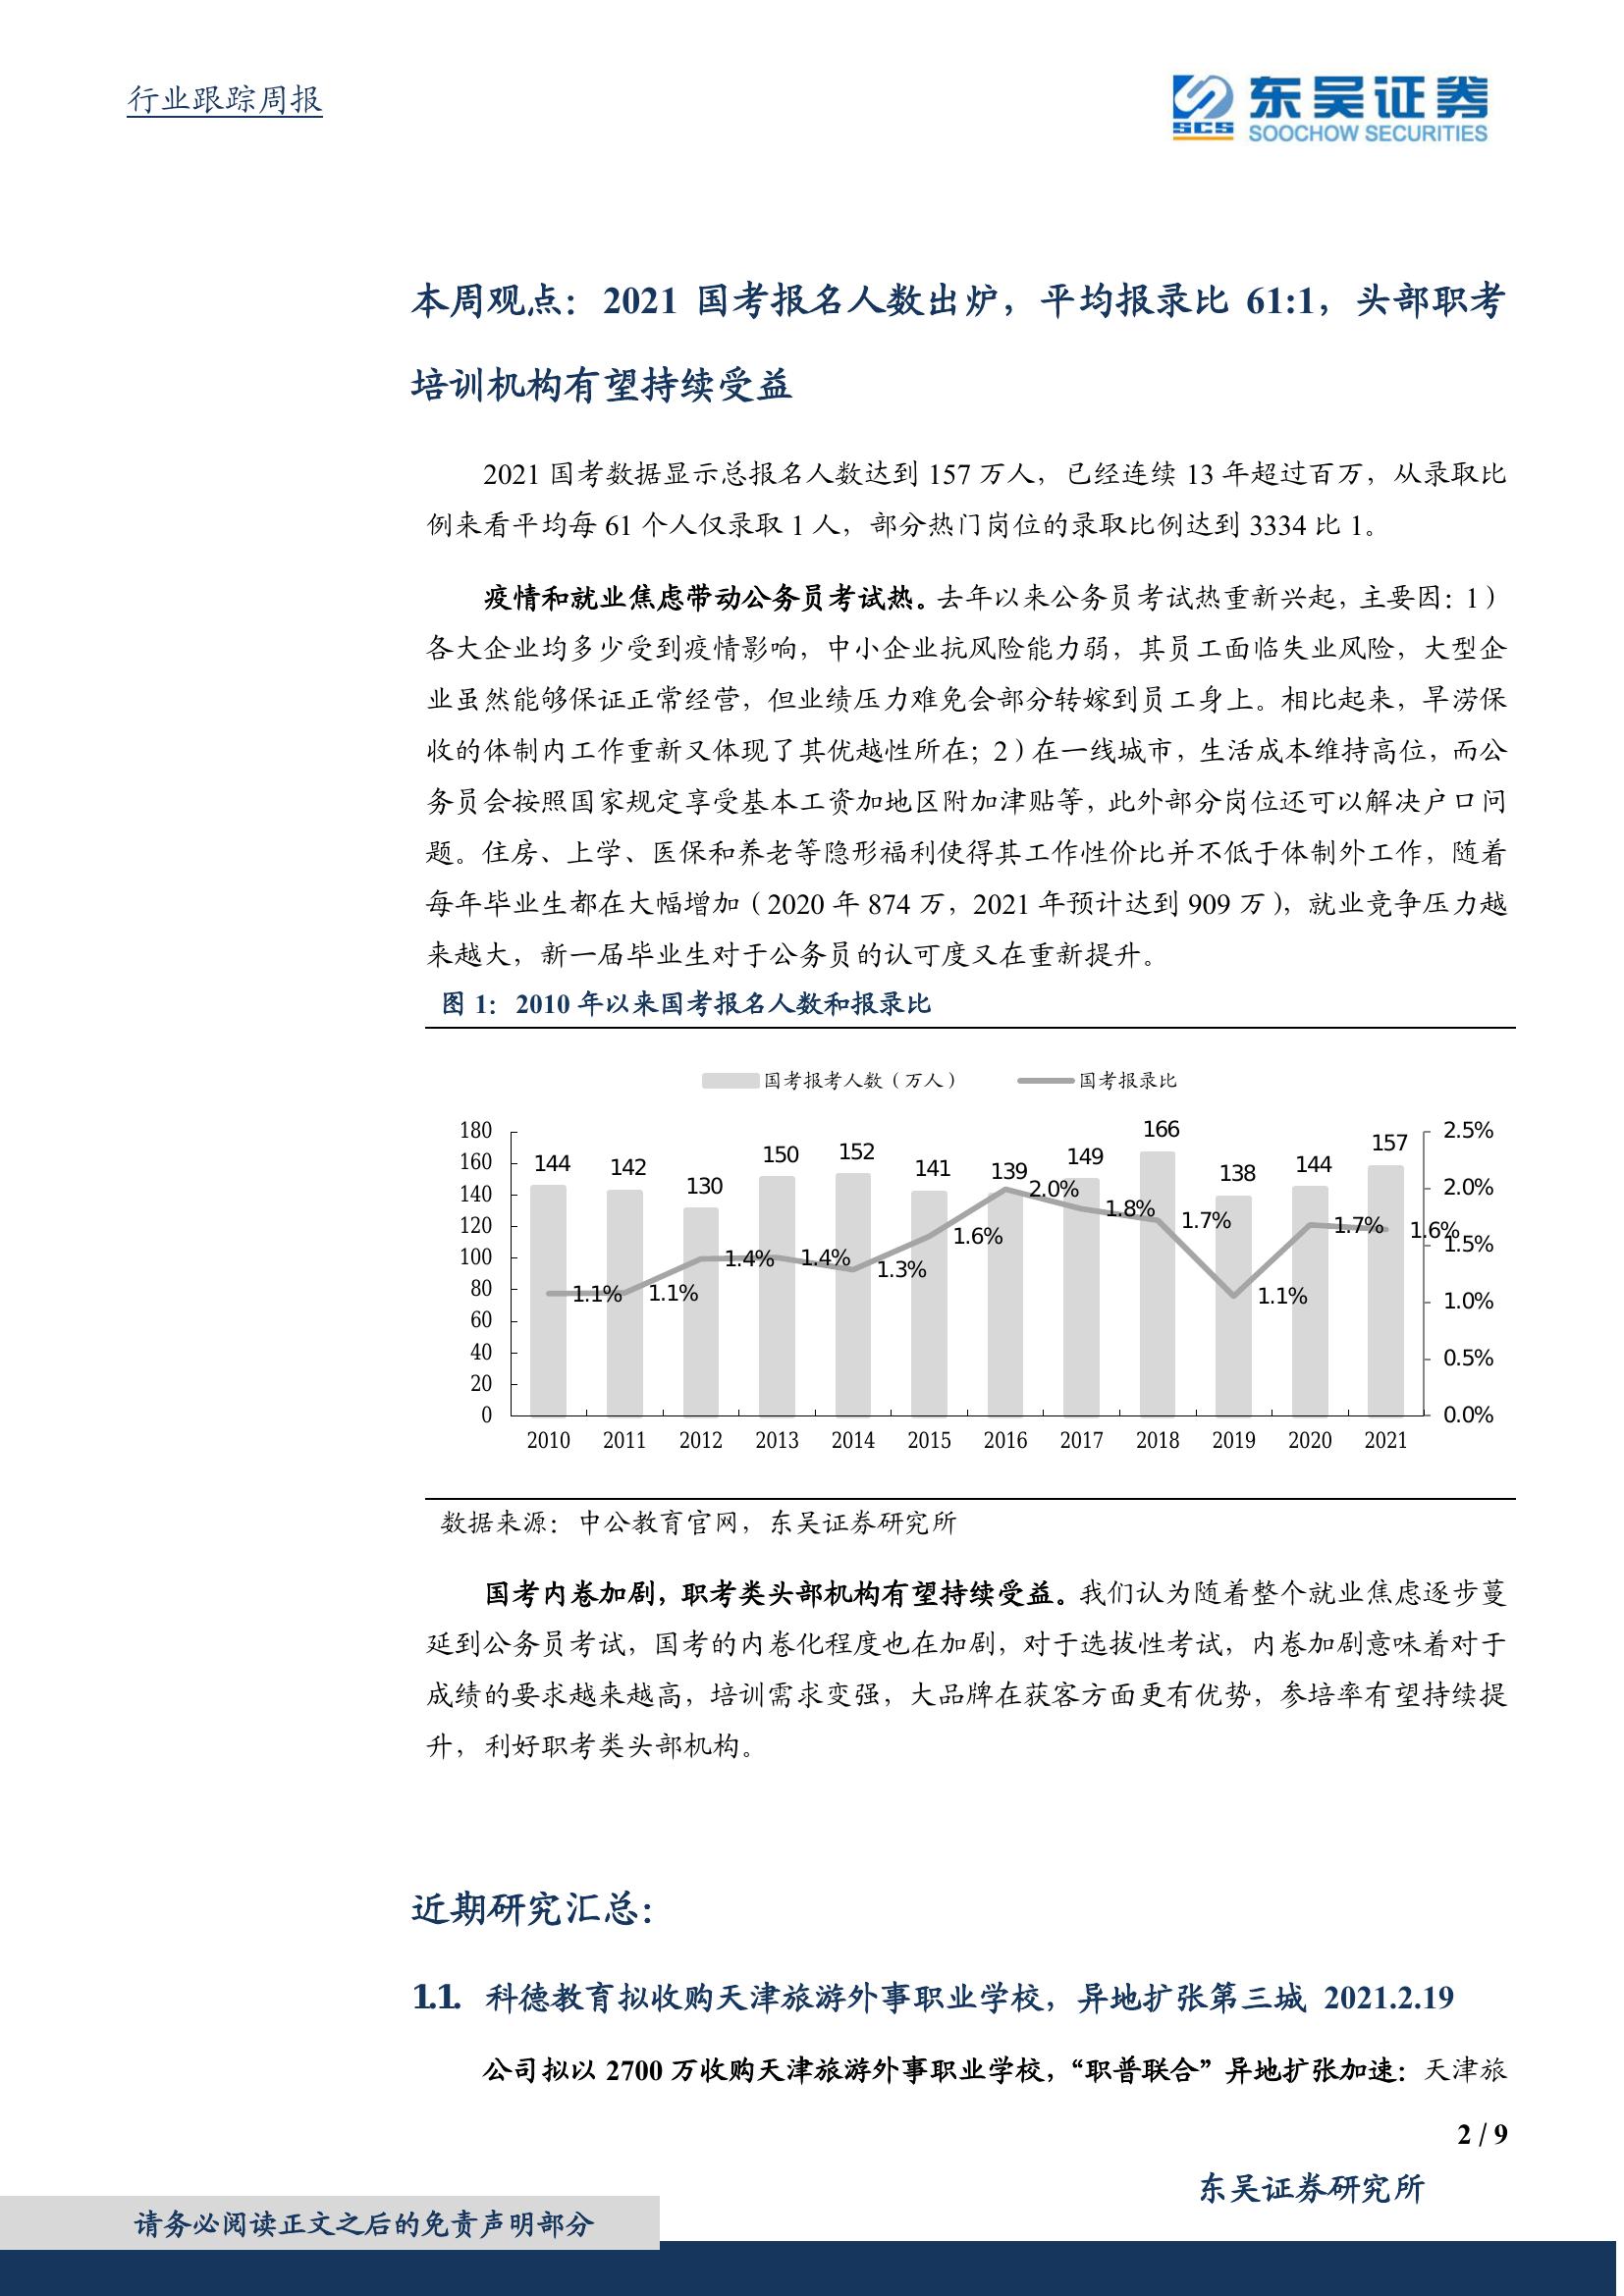 行业跟踪周报
东吴证券
SCS
SOOCHOW SECURITIES
本周观点：2021 国考报名人数出炉，平均报录比 61:1，头部职考
培训机构有望持续受益
2021 国考数据显示总报名人数达到 157 万人，已经连续 13 年超过百万，从录取比
例来看平均每 61 个人仅录取 1 人，部分热门岗位的录取比例达到 3334 比 1。
疫情和就业焦虑带动公务员考试热。去年以来公务员考试热重新兴起，主要因：1）
各大企业均多少受到疫情影响，中小企业抗风险能力弱，其员工面临失业风险，大型企
业虽然能够保证正常经营，但业绩压力难免会部分转嫁到员工身上。相比起来，旱涝保
收的体制内工作重新又体现了其优越性所在；2）在一线城市，生活成本维持高位，而公
务员会按照国家规定享受基本工资加地区附加津贴等，此外部分岗位还可以解决户口问
题。住房、上学、医保和养老等隐形福利使得其工作性价比并不低于体制外工作，随着
每年毕业生都在大幅增加（2020 年 874 万，2021 年预计达到 909 万），就业竞争压力越
来越大，新一届毕业生对于公务员的认可度又在重新提升。
图 1：2010 年以来国考报名人数和报录比
国考报考人数（万人） 国考报录比
180 160 140 120 100 80 60 40 20 0
144 142 130 150 152 141 139 149 166 138 144 157
1.1% 1.1% 1.4% 1.4% 1.3% 1.6% 2.0% 1.8% 1.7% 1.1% 1.7% 1.6%
2.5% 2.0% 1.5% 1.0% 0.5% 0.0%
2010 2011 2012 2013 2014 2015 2016 2017 2018 2019 2020 2021
数据来源：中公教育官网，东吴证券研究所
国考内卷加剧，职考类头部机构有望持续受益。我们认为随着整个就业焦虑逐步蔓
延到公务员考试，国考的内卷化程度也在加剧，对于选拔性考试，内卷加剧意味着对于
成绩的要求越来越高，培训需求变强，大品牌在获客方面更有优势，参培率有望持续提
升，利好职考类头部机构。
近期研究汇总：
1.1. 科德教育拟收购天津旅游外事职业学校，异地扩张第三城 2021.2.19
公司拟以 2700 万收购天津旅游外事职业学校，“职普联合”异地扩张加速：天津旅
2 / 9
东吴证券研究所
请务必阅读正文之后的免责声明部分